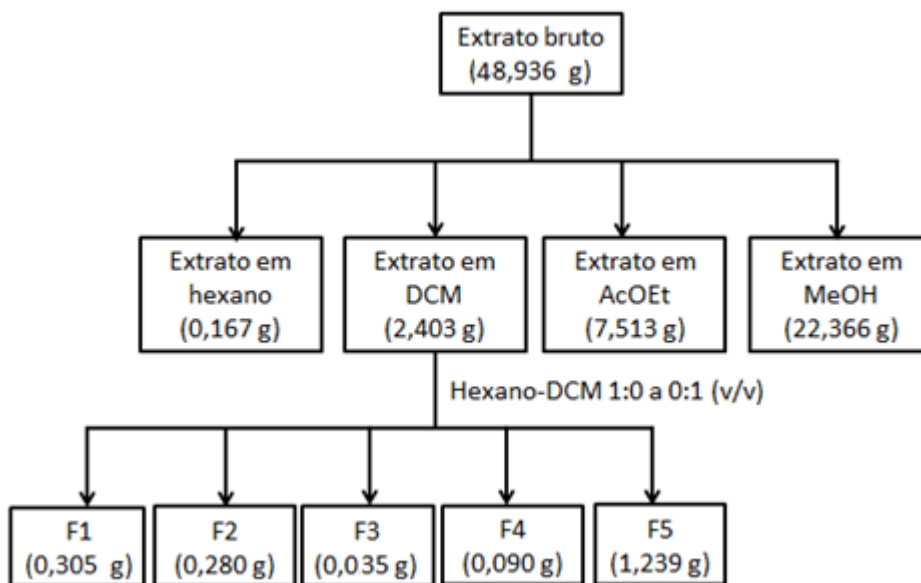 Extrato bruto
(48,936 g)
Extrato em
hexano
(0,167 g)
Extrato em
DCM
(2,403 g)
Extrato em
AcOEt
(7,513 g)
Extrato em
MeOH
(22,366 g)
Hexano-DCM 1:0 a 0:1 (v/v)
F1
(0,305 g)
F2
(0,280 g)
F3
(0,035 g)
F4
(0,090 g)
F5
(1,239 g)